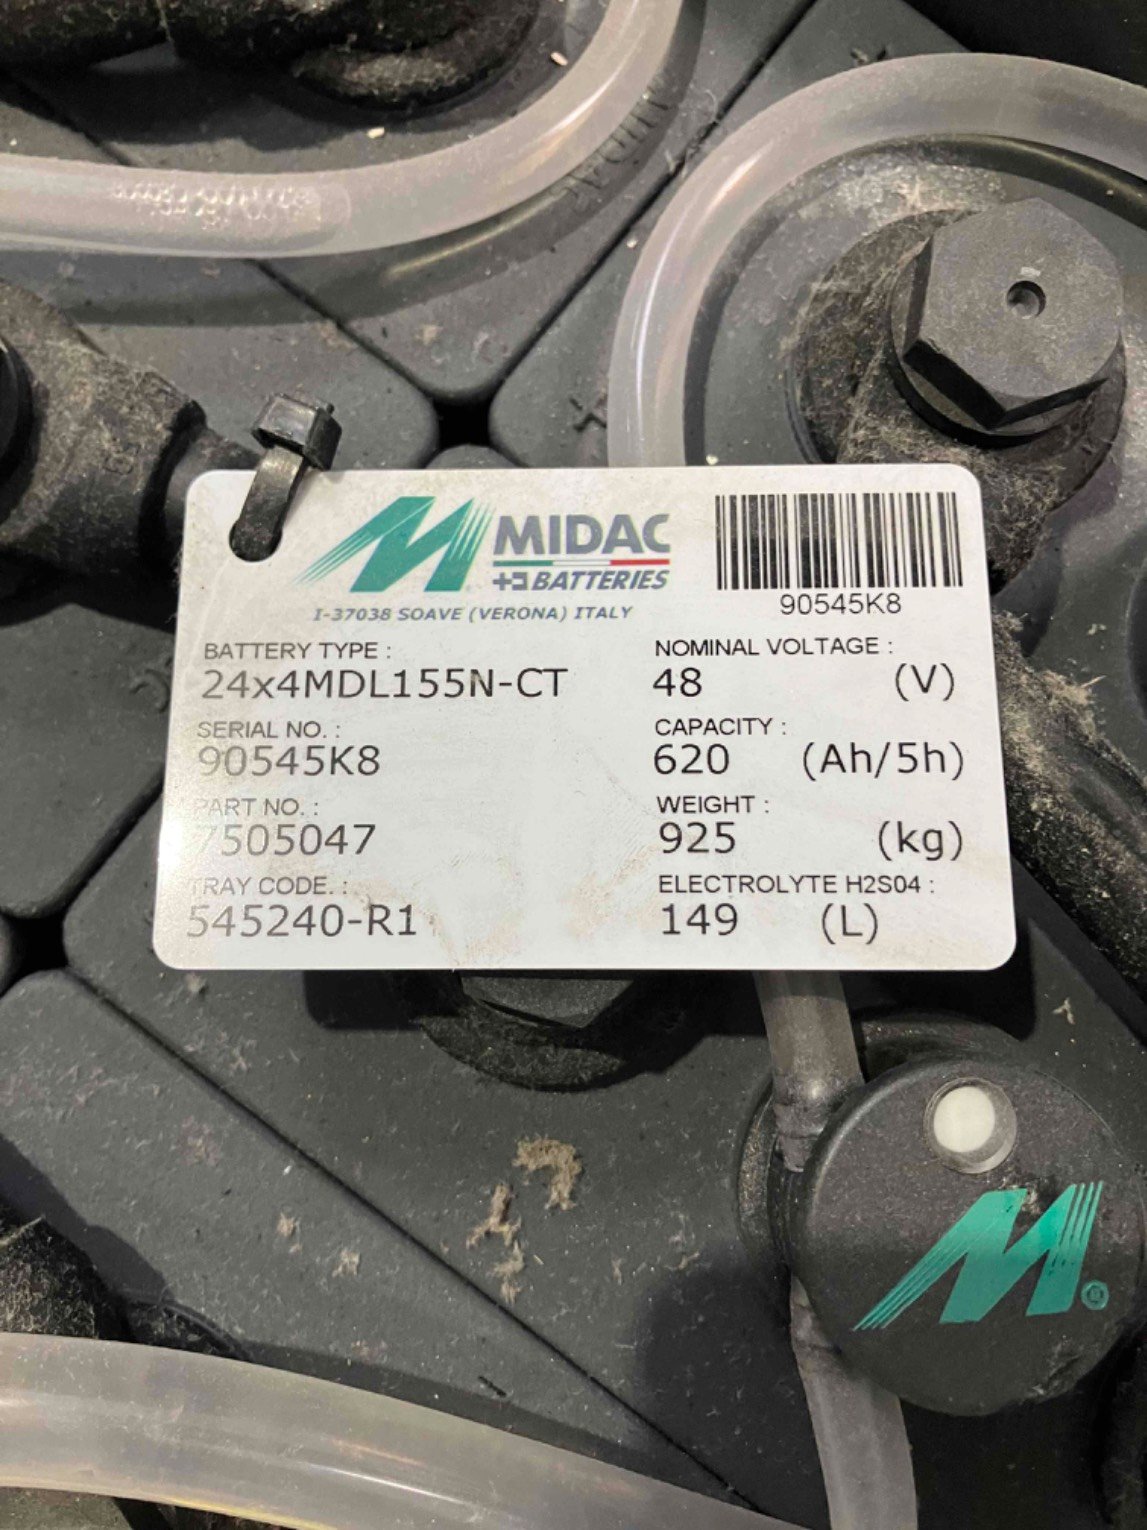 MIDAC
BATTERIES
I-37038 SOAVE (VERONA) ITALY
90545K8
BATTERY TYPE :
24x4MDL155N-CT
NOMINAL VOLTAGE :
48 (V)
SERIAL NO. :
90545K8
CAPACITY :
620 (Ah/5h)
PART NO. :
7505047
WEIGHT :
925 (kg)
TRAY CODE. :
545240-R1
ELECTROLYTE H2S04 :
149 (L)